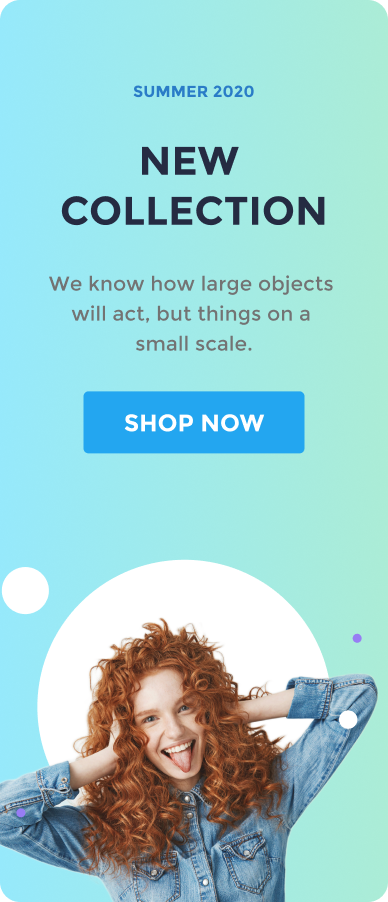 SUMMER 2020
NEW
COLLECTION
We know how large objects
will act, but things on a
small scale.
SHOP NOW